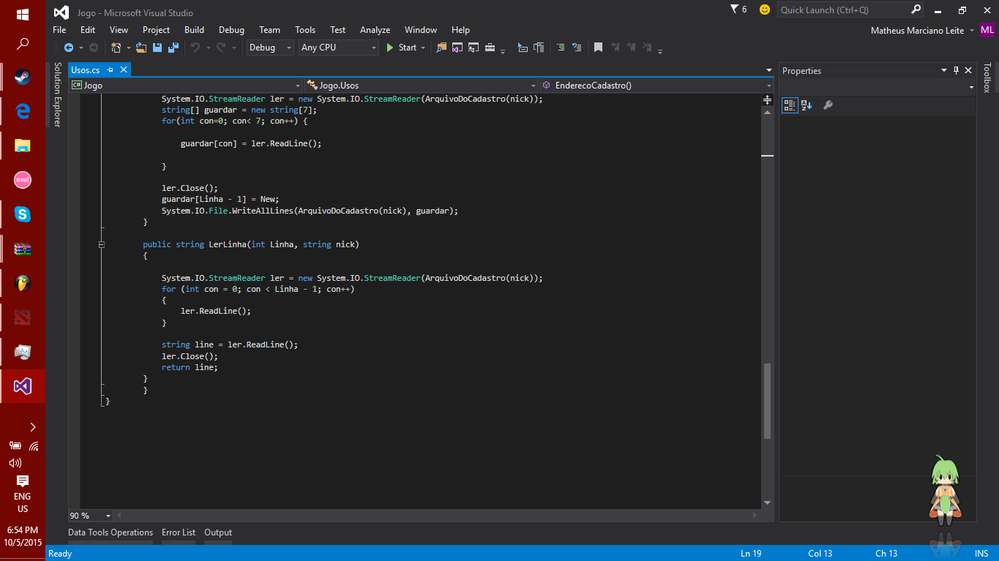 Jogo - Microsoft Visual Studio
6
Quick Launch (Ctrl+Q)
File Edit View Project Build Debug Team Tools Test Analyze Window Help
Matheus Marciano Leite ML
Debug Any CPU Start
Solution Explorer
Usos.cs
Properties
Toolbox
C# Jogo Jogo.Usos EnderecoCadastro()
System.IO.StreamReader ler = new System.IO.StreamReader(ArquivoDoCadastro(nick));
string[] guardar = new string[7];
for(int con=0; con< 7; con++) {
guardar[con] = ler.ReadLine();
}
ler.Close();
guardar[Linha - 1] = New;
System.IO.File.WriteAllLines(ArquivoDoCadastro(nick), guardar);
}
public string LerLinha(int Linha, string nick)
{
System.IO.StreamReader ler = new System.IO.StreamReader(ArquivoDoCadastro(nick));
for (int con = 0; con < Linha - 1; con++)
{
ler.ReadLine();
}
string line = ler.ReadLine();
ler.Close();
return line;
}
}
}
90 %
Data Tools Operations Error List Output
Ready Ln 19 Col 13 Ch 13 INS
osu!
S
ENG
US
6:54 PM
10/5/2015